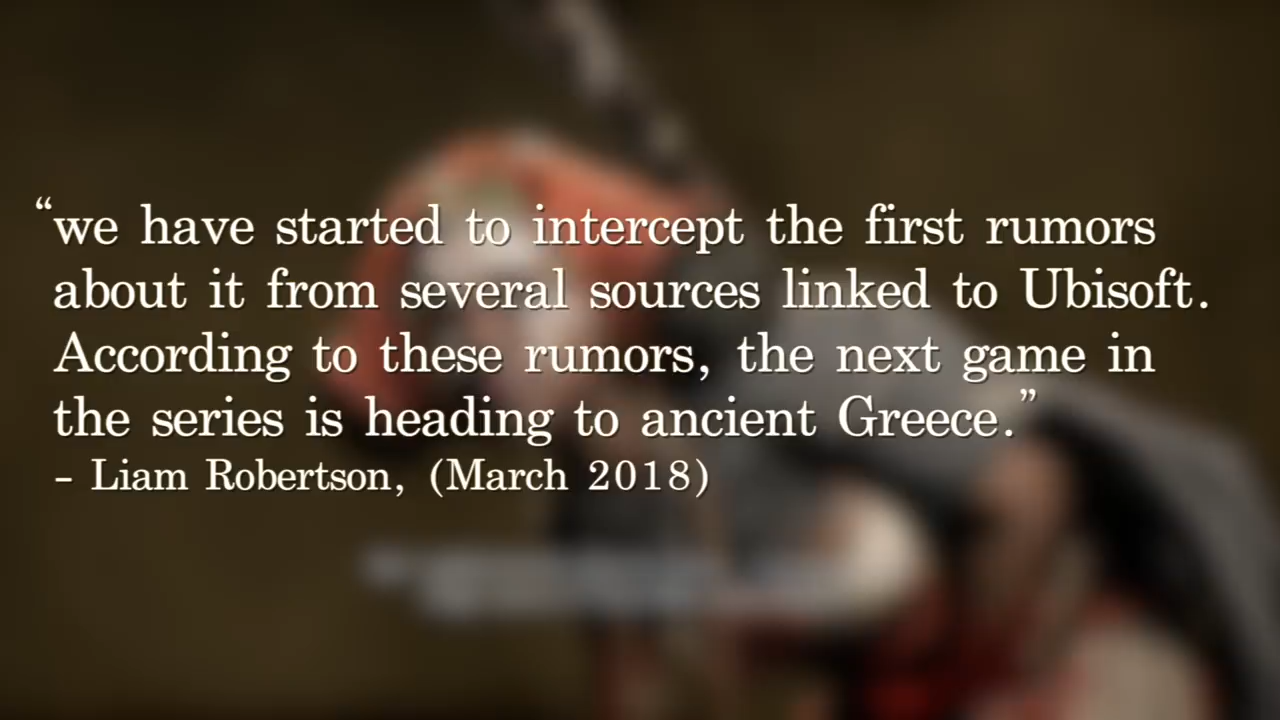 “we have started to intercept the first rumors
about it from several sources linked to Ubisoft.
According to these rumors, the next game in
the series is heading to ancient Greece.”
– Liam Robertson, (March 2018)